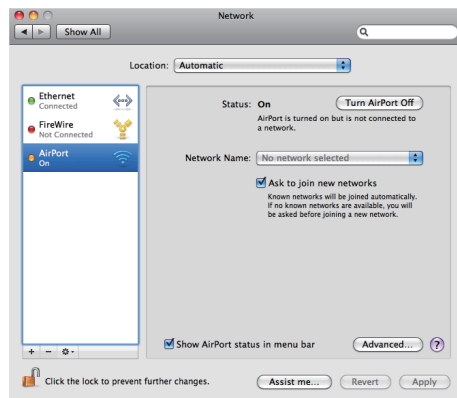 Network
Show All
Location: Automatic
Ethernet
Connected
FireWire
Not Connected
AirPort
On
Status: On
Turn AirPort Off
AirPort is turned on but is not connected to
a network.
Network Name: No network selected
Ask to join new networks
Known networks will be joined automatically.
If no known networks are available, you will
be asked before joining a new network.
Show AirPort status in menu bar
Advanced...
?
+ −
Click the lock to prevent further changes.
Assist me...
Revert
Apply